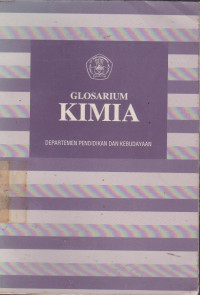 GLOSARIUM
KIMIA
DEPARTEMEN PENDIDIKAN DAN KEBUDAYAAN